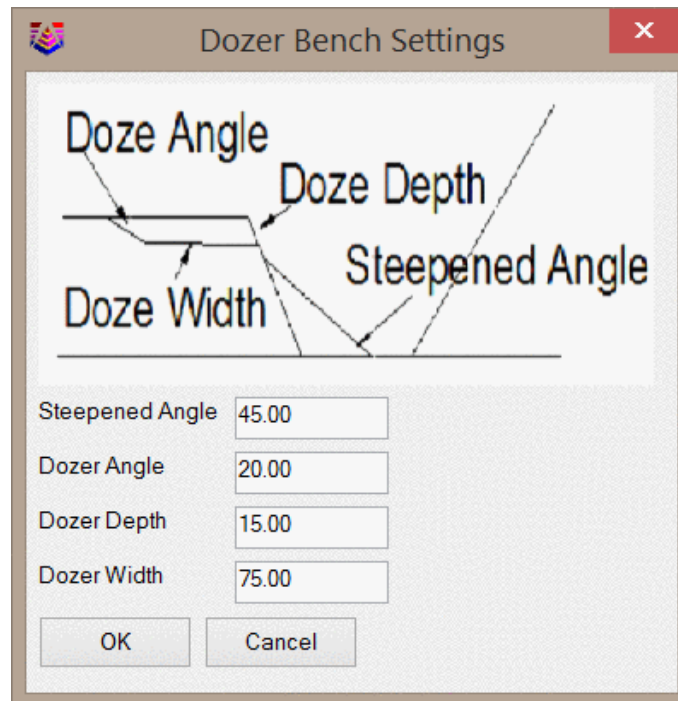 Dozer Bench Settings
Doze Angle
Doze Depth
Steepened Angle
Doze Width
Steepened Angle 45.00
Dozer Angle 20.00
Dozer Depth 15.00
Dozer Width 75.00
OK Cancel